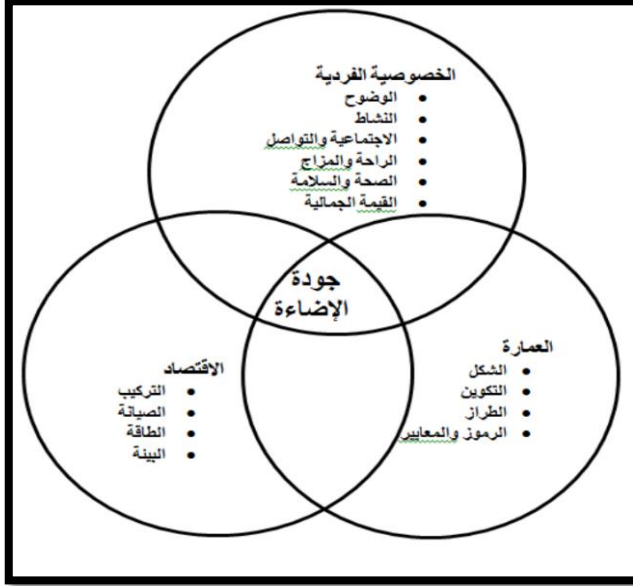 الخصوصية الفردية
• الوضوح
• النشاط
• الاجتماعية والتواصل
• الراحة والمزاج
• الصحة والسلامة
• القيمة الجمالية
جودة
الإضاءة
العمارة
• الشكل
• التكوين
• الطراز
• الرموز والمعايير
الاقتصاد
• التركيب
• الصيانة
• الطاقة
• البيئة